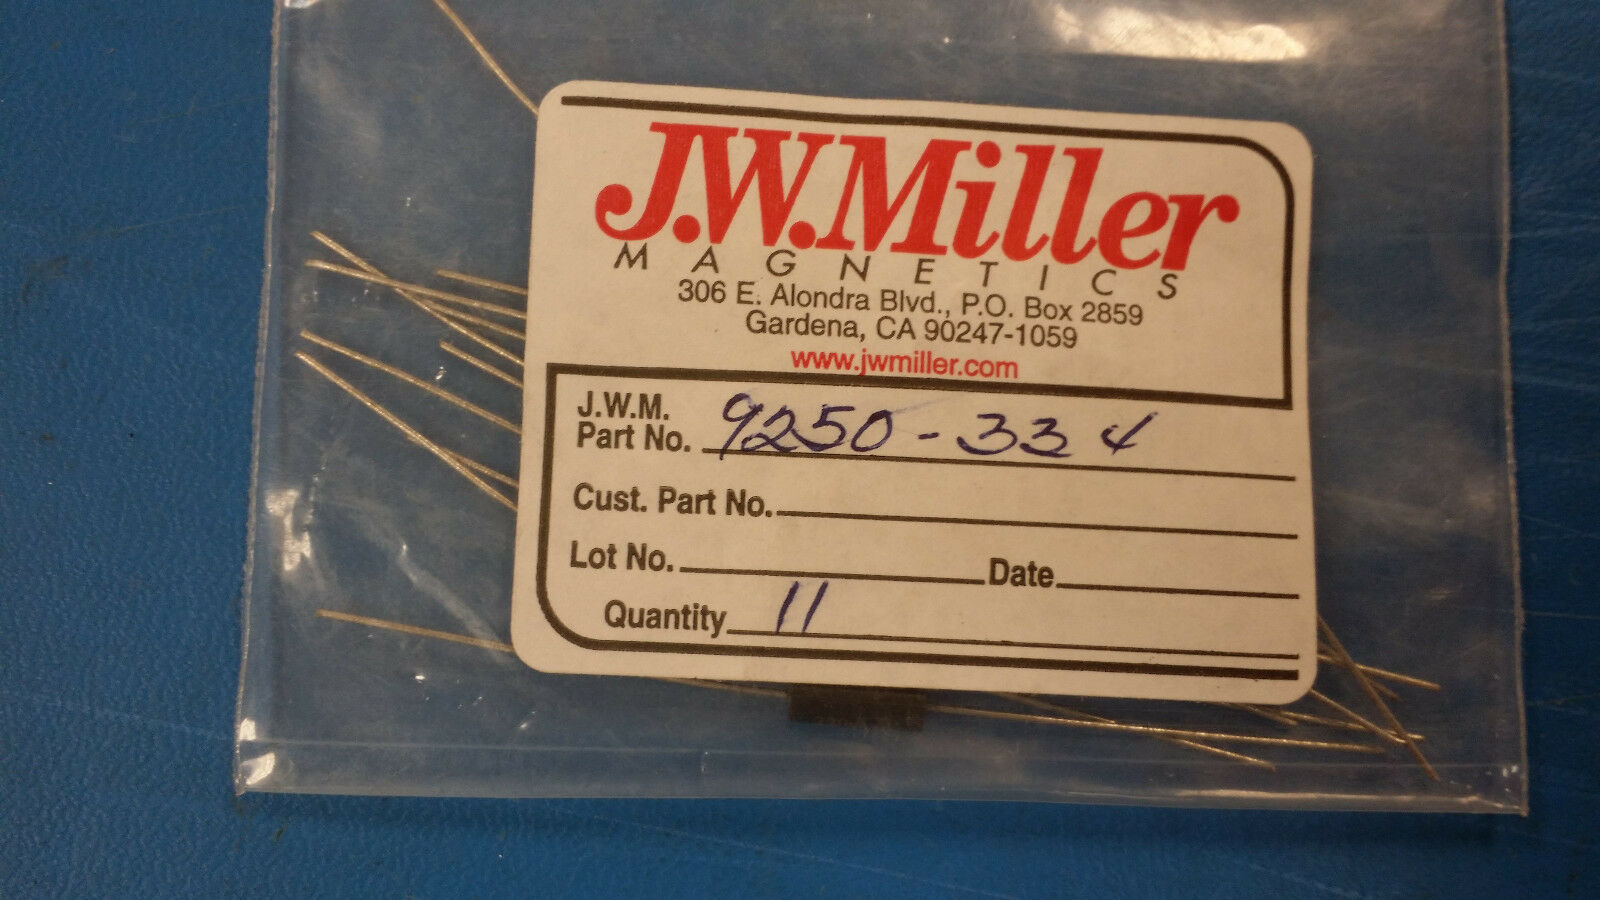 J.W.Miller
MAGNETICS
306 E. Alondra Blvd., P.O. Box 2859
Gardena, CA 90247-1059
www.jwmiller.com
J.W.M.
Part No. 9250-334
Cust. Part No.
Lot No. Date
Quantity 11